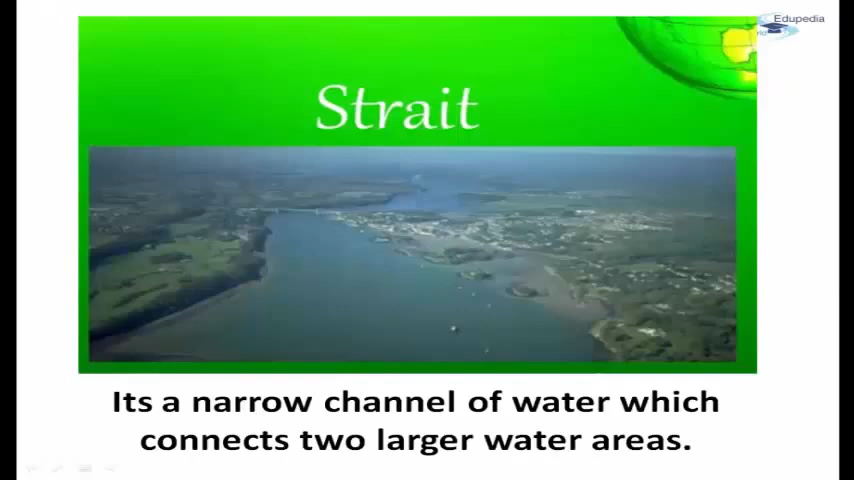 Edupedia
Strait
Its a narrow channel of water which
connects two larger water areas.